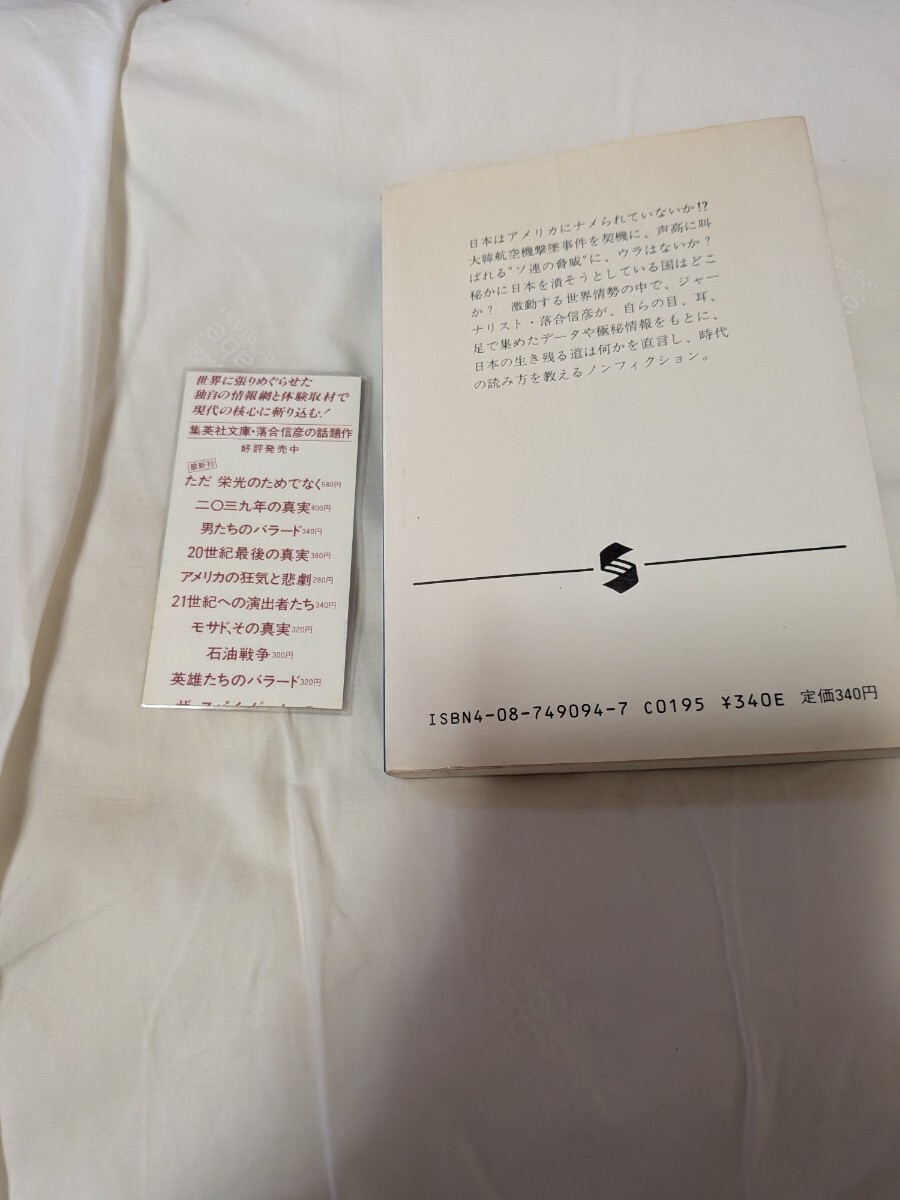 世界に張りめぐらせた
独自の情報網と体験取材で
現代の核心に斬り込む!
集英社文庫・落合信彦の話題作
好評発売中
最新刊
ただ 栄光のためでなく580円
二〇三九年の真実400円
男たちのバラード340円
20世紀最後の真実380円
アメリカの狂気と悲劇280円
21世紀への演出者たち340円
モサド、その真実320円
石油戦争300円
英雄たちのバラード320円
日本はアメリカにナメられていないか!?
大韓航空機撃墜事件を契機に、声高に叫
ばれる“ソ連の脅威”に、ウラはないか?
秘かに日本を潰そうとしている国はどこ
か? 激動する世界情勢の中で、ジャー
ナリスト・落合信彦が、自らの目、耳、
足で集めたデータや極秘情報をもとに、
日本の生き残る道は何かを直言し、時代
の読み方を教えるノンフィクション。
ISBN4-08-749094-7 C0195 ¥340E 定価340円